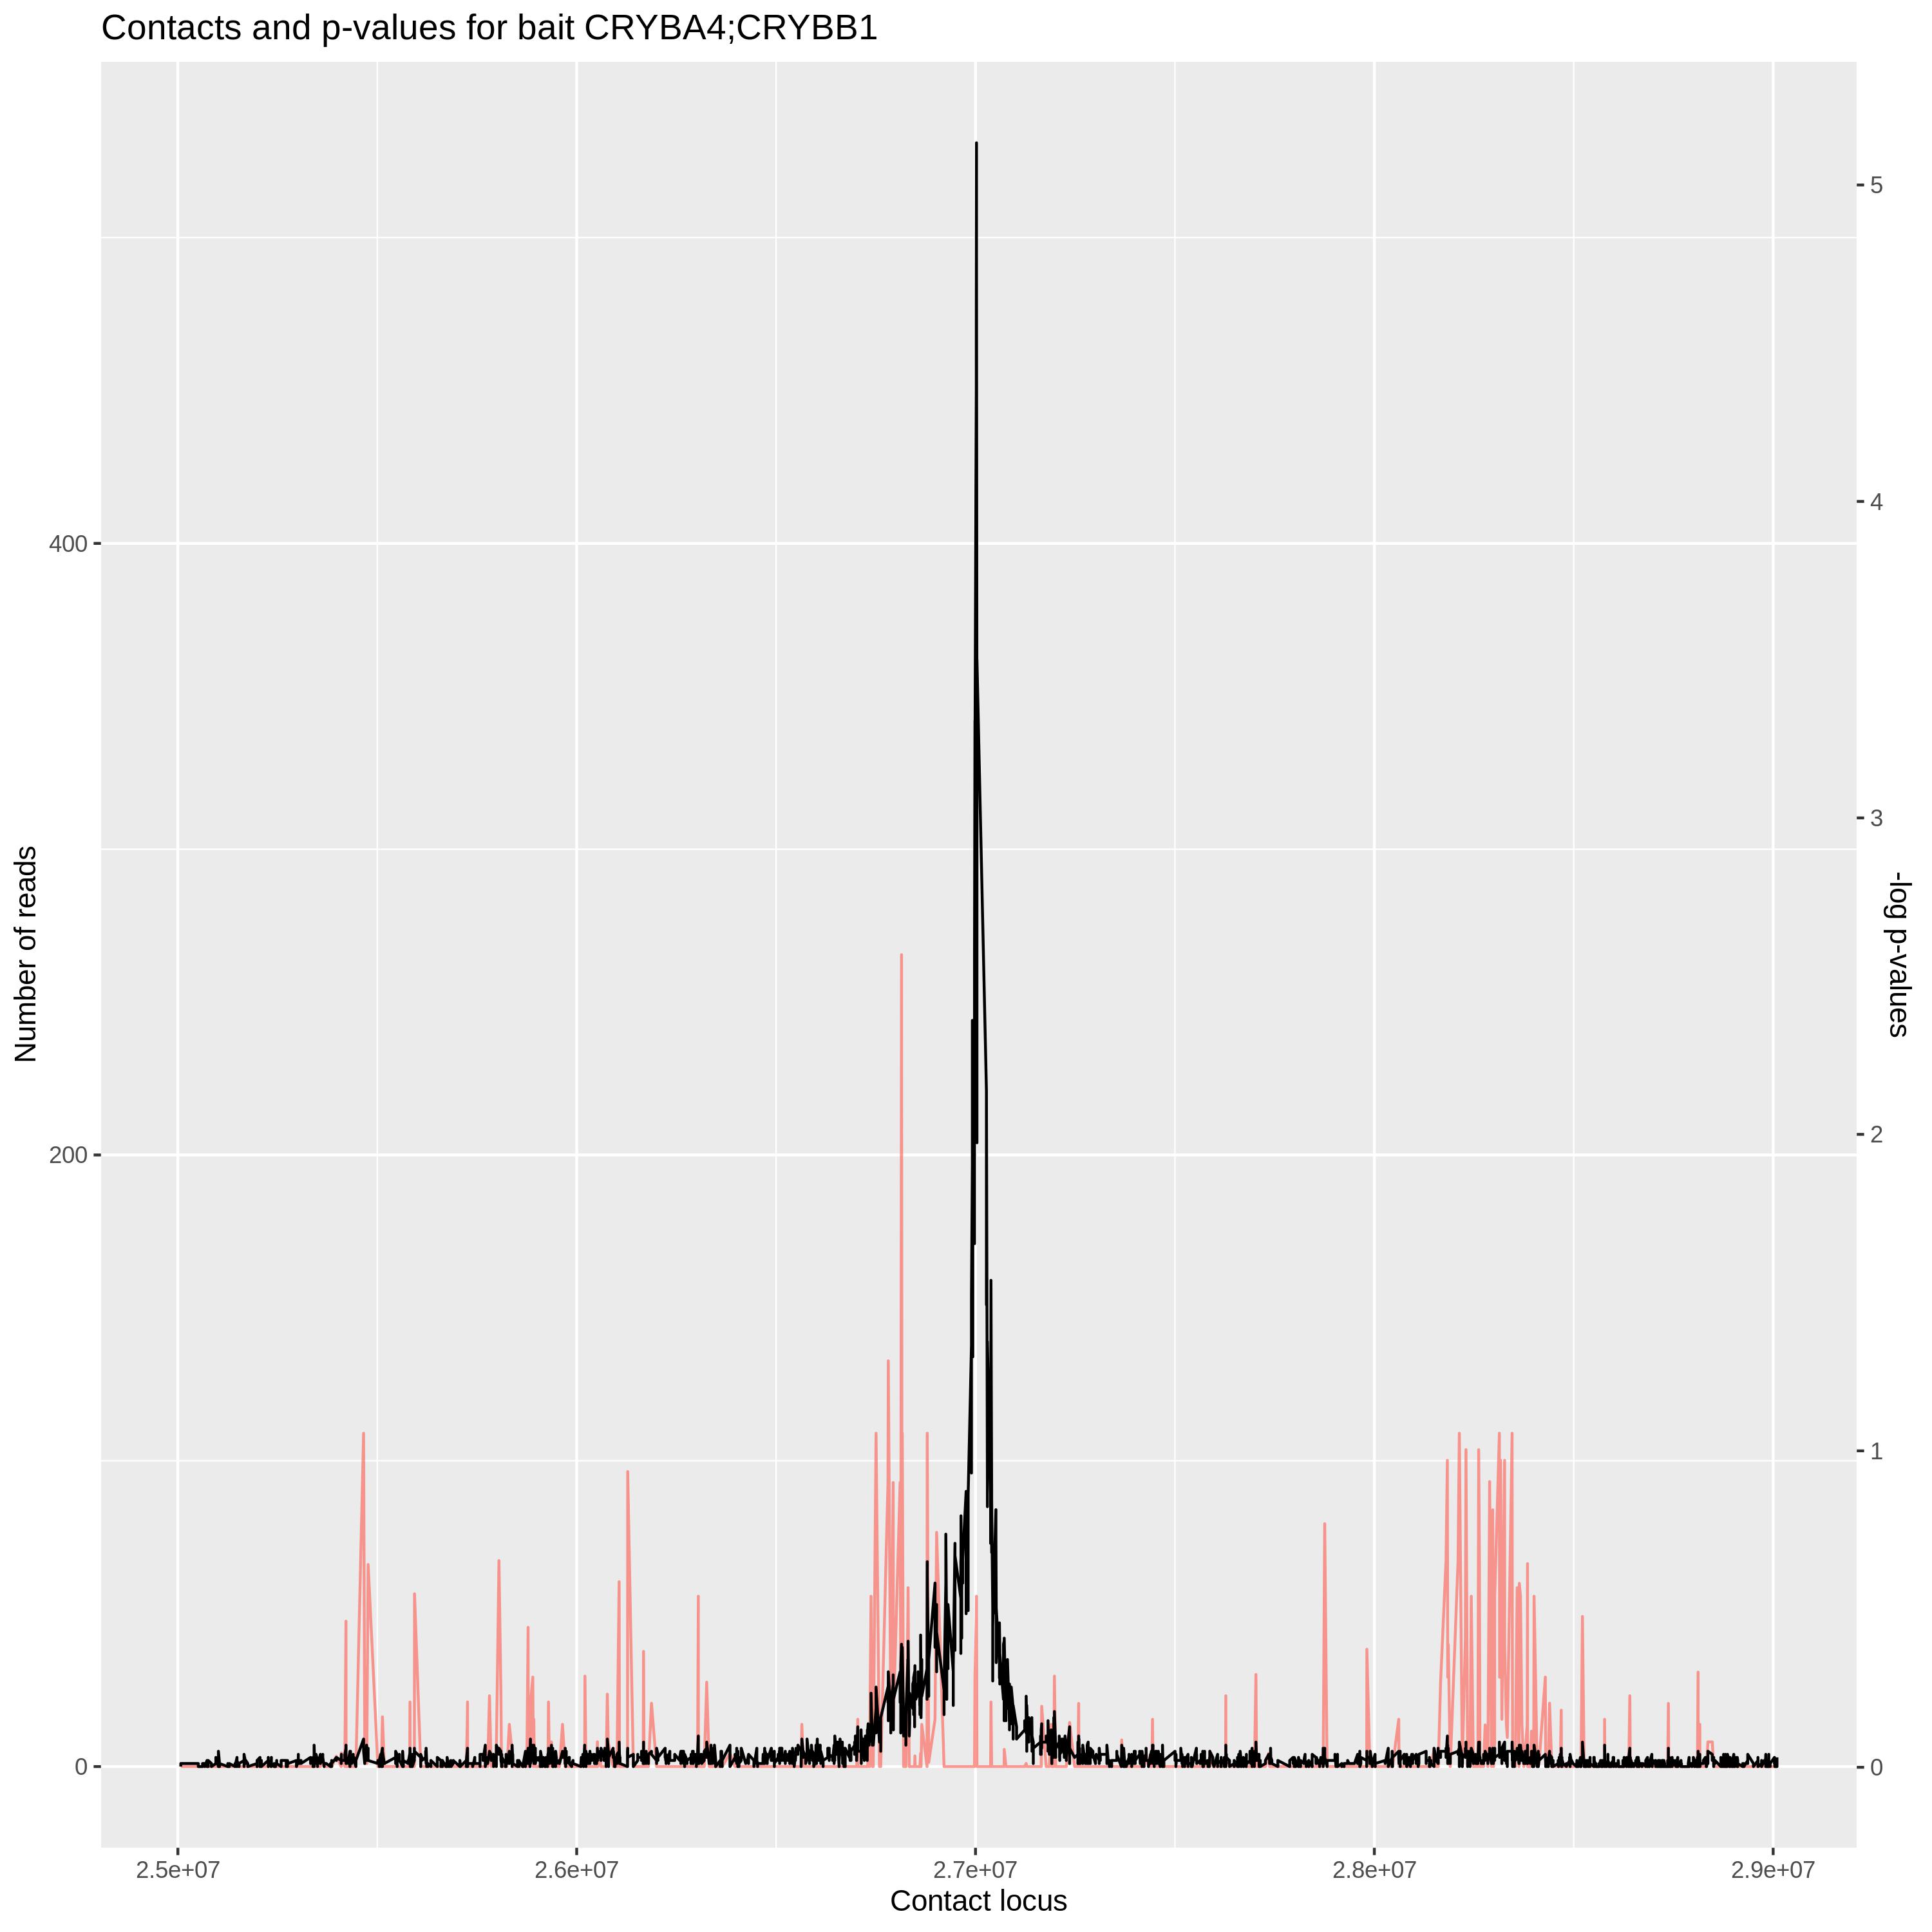 Contacts and p-values for bait CRYBA4;CRYBB1
Number of reads
400
200
0
5
4
3
2
1
0
-log p-values
2.5e+07
2.6e+07
2.7e+07
2.8e+07
2.9e+07
Contact locus